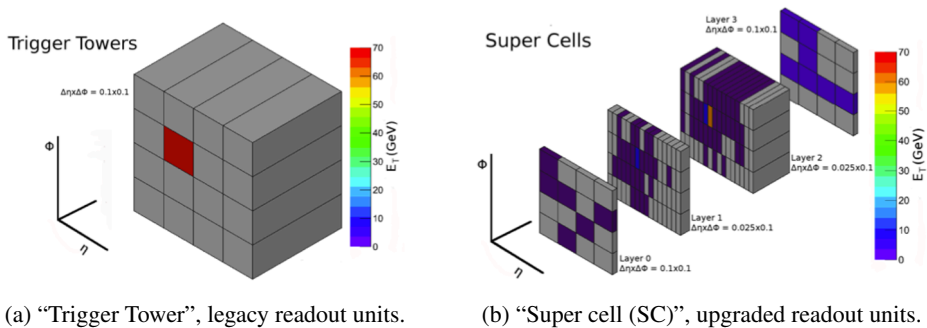 Trigger Towers
ΔηxΔΦ = 0.1x0.1
Φ
η
70
60
50
40
30
20
10
0
E_T (GeV)
(a) “Trigger Tower”, legacy readout units.
Super Cells
Layer 3
ΔηxΔΦ = 0.1x0.1
Layer 2
ΔηxΔΦ = 0.025x0.1
Layer 1
ΔηxΔΦ = 0.025x0.1
Layer 0
ΔηxΔΦ = 0.1x0.1
Φ
η
70
60
50
40
30
20
10
0
E_T (GeV)
(b) “Super cell (SC)”, upgraded readout units.